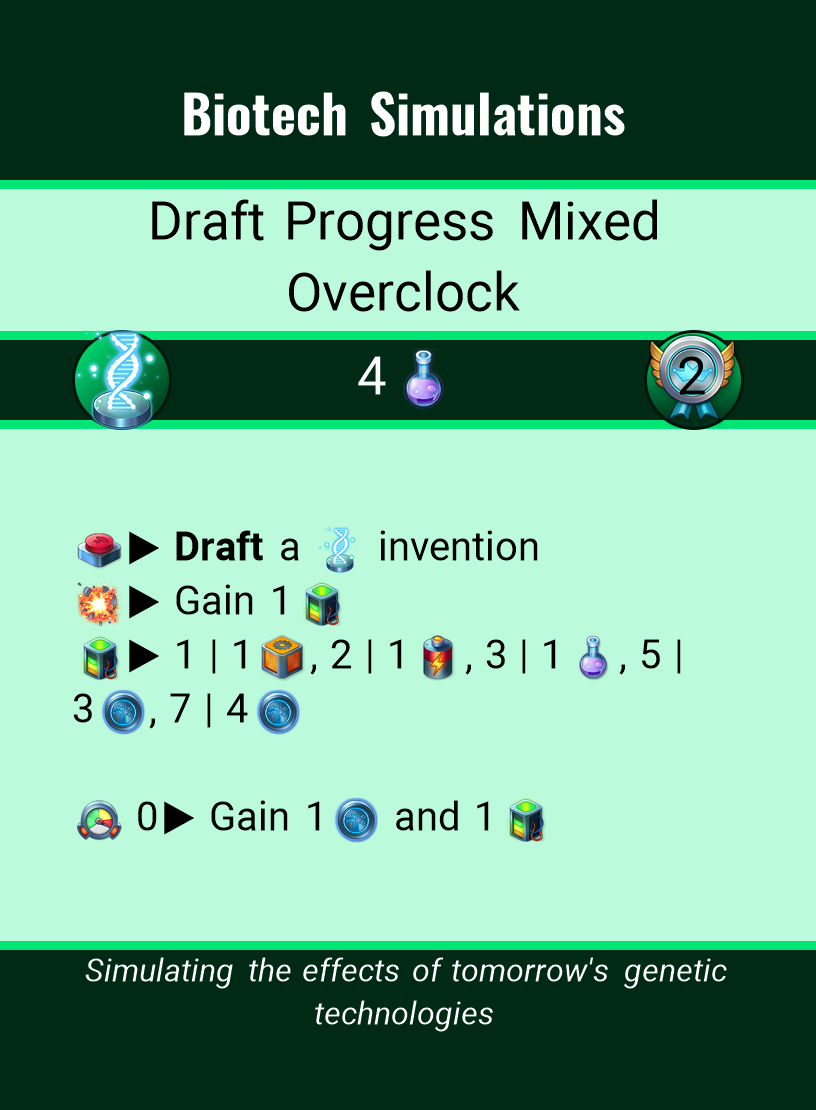 Biotech Simulations
Draft Progress Mixed
Overclock
4 2
▶ Draft a invention
▶ Gain 1
▶ 1 | 1 , 2 | 1 , 3 | 1 , 5 |
3 , 7 | 4
0▶ Gain 1 and 1
Simulating the effects of tomorrow's genetic
technologies